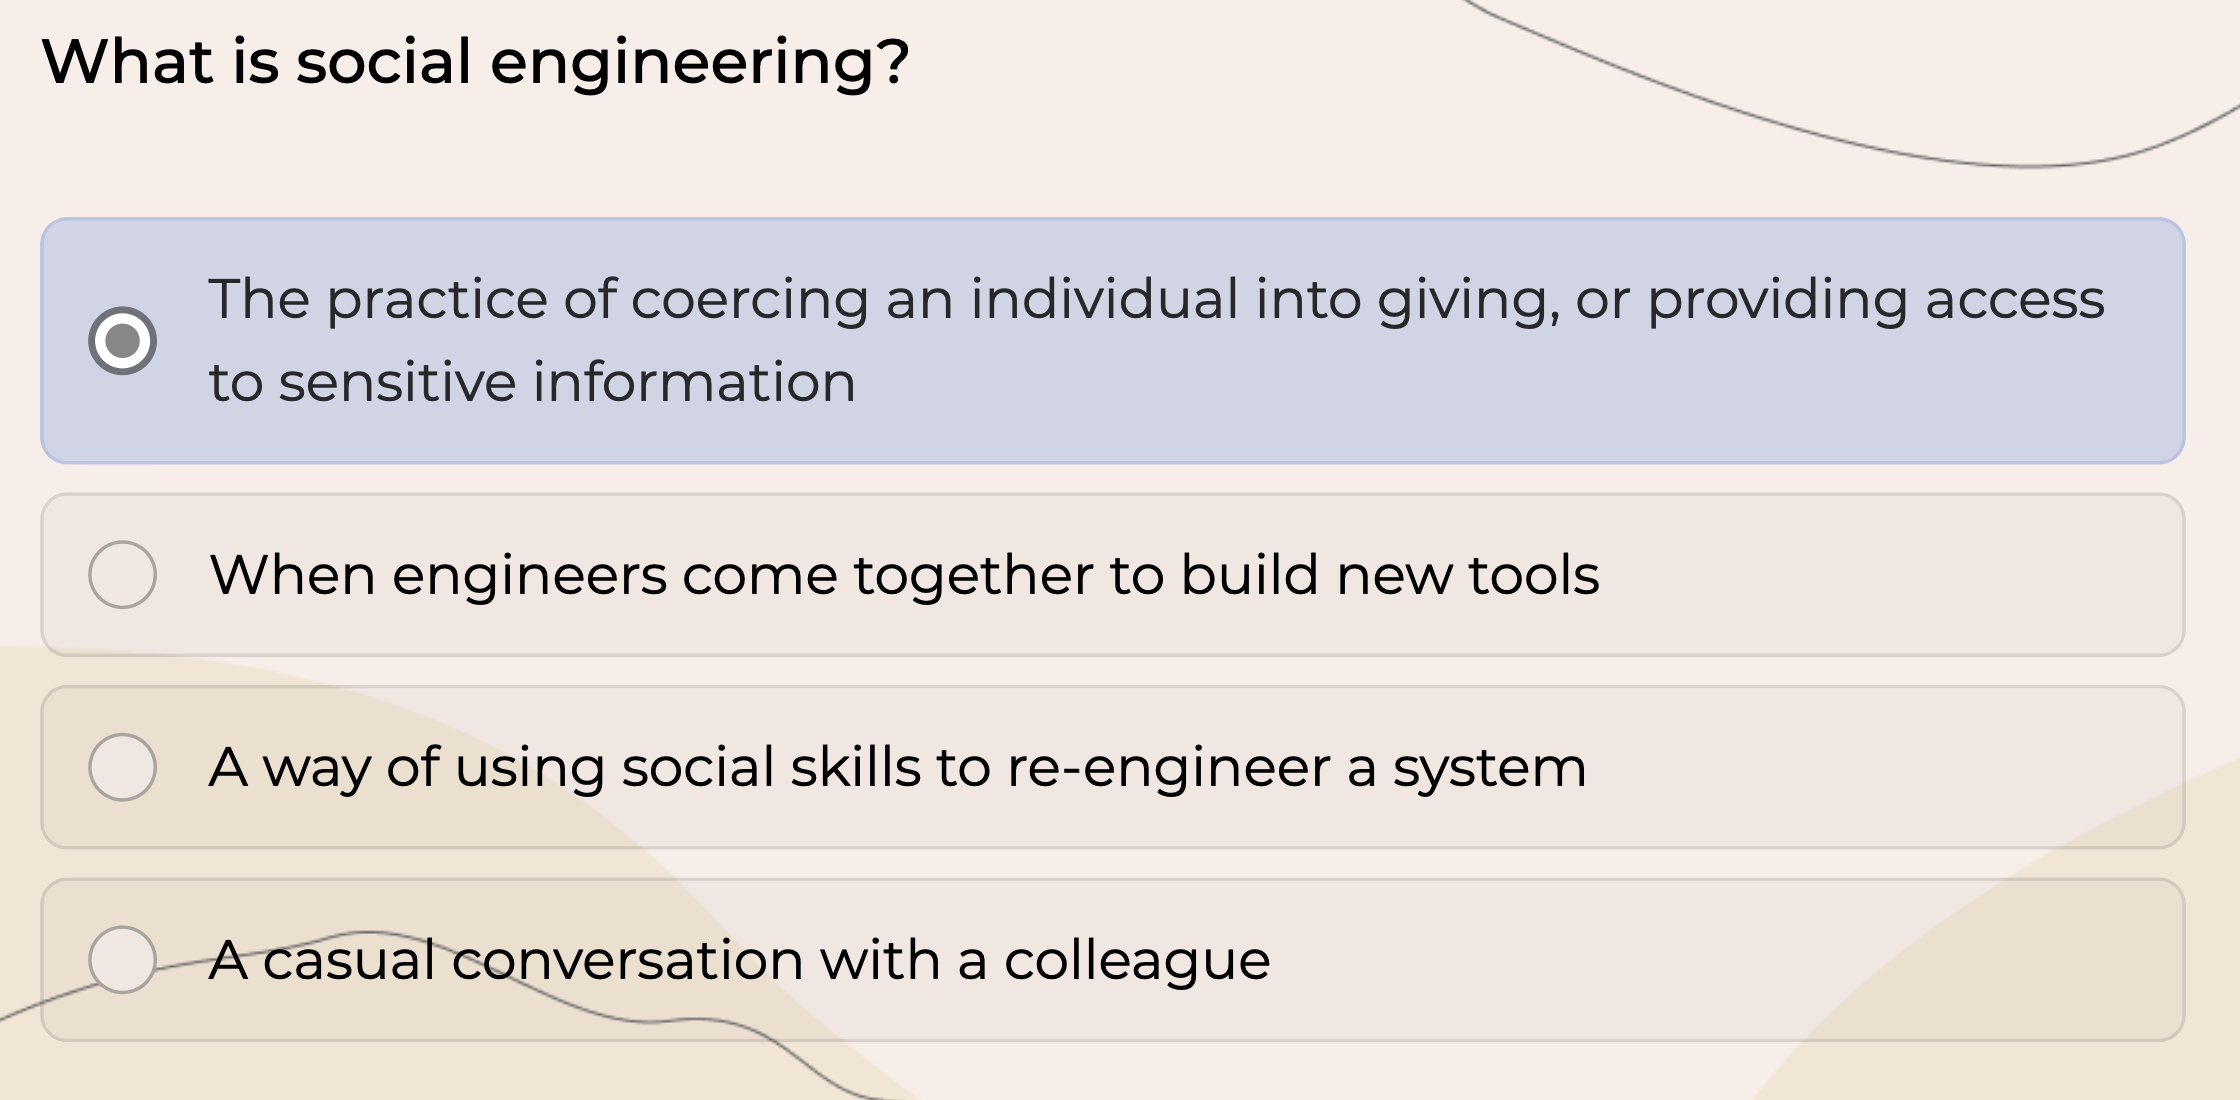 What is social engineering?
The practice of coercing an individual into giving, or providing access
to sensitive information
When engineers come together to build new tools
A way of using social skills to re-engineer a system
A casual conversation with a colleague